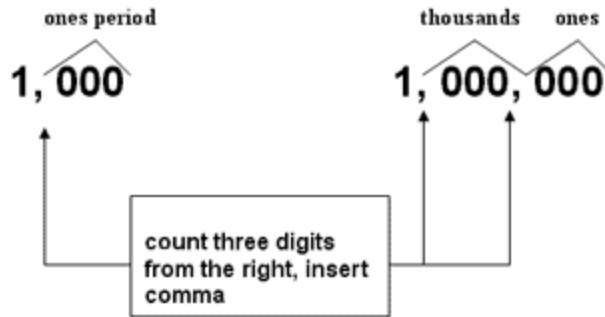 ones period
thousands ones
1, 000
1, 000, 000
count three digits
from the right, insert
comma